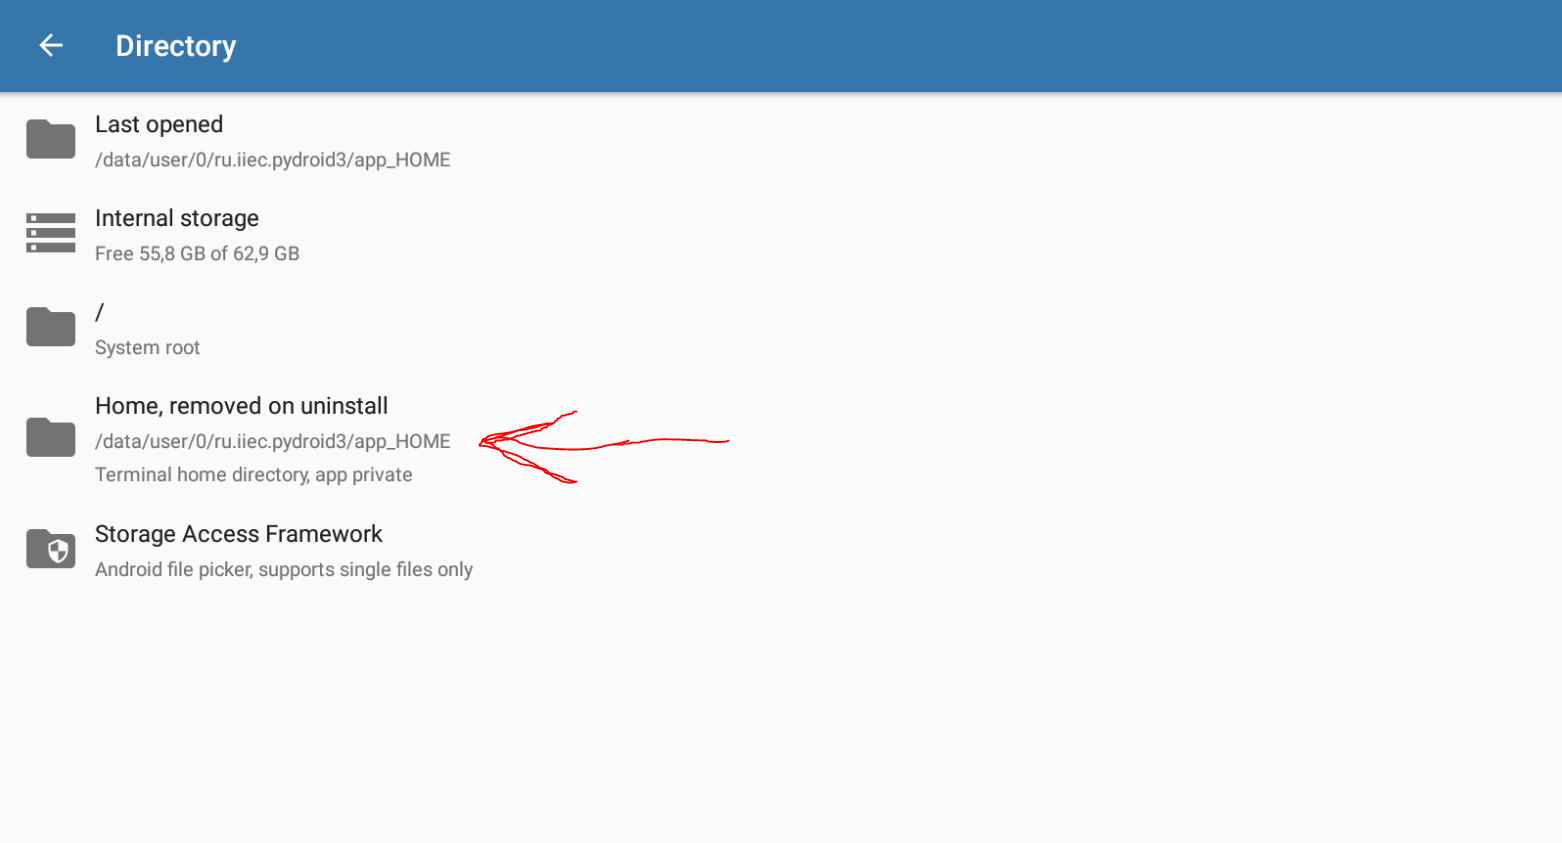 Directory
Last opened
/data/user/0/ru.iiec.pydroid3/app_HOME
Internal storage
Free 55,8 GB of 62,9 GB
/
System root
Home, removed on uninstall
/data/user/0/ru.iiec.pydroid3/app_HOME
Terminal home directory, app private
Storage Access Framework
Android file picker, supports single files only